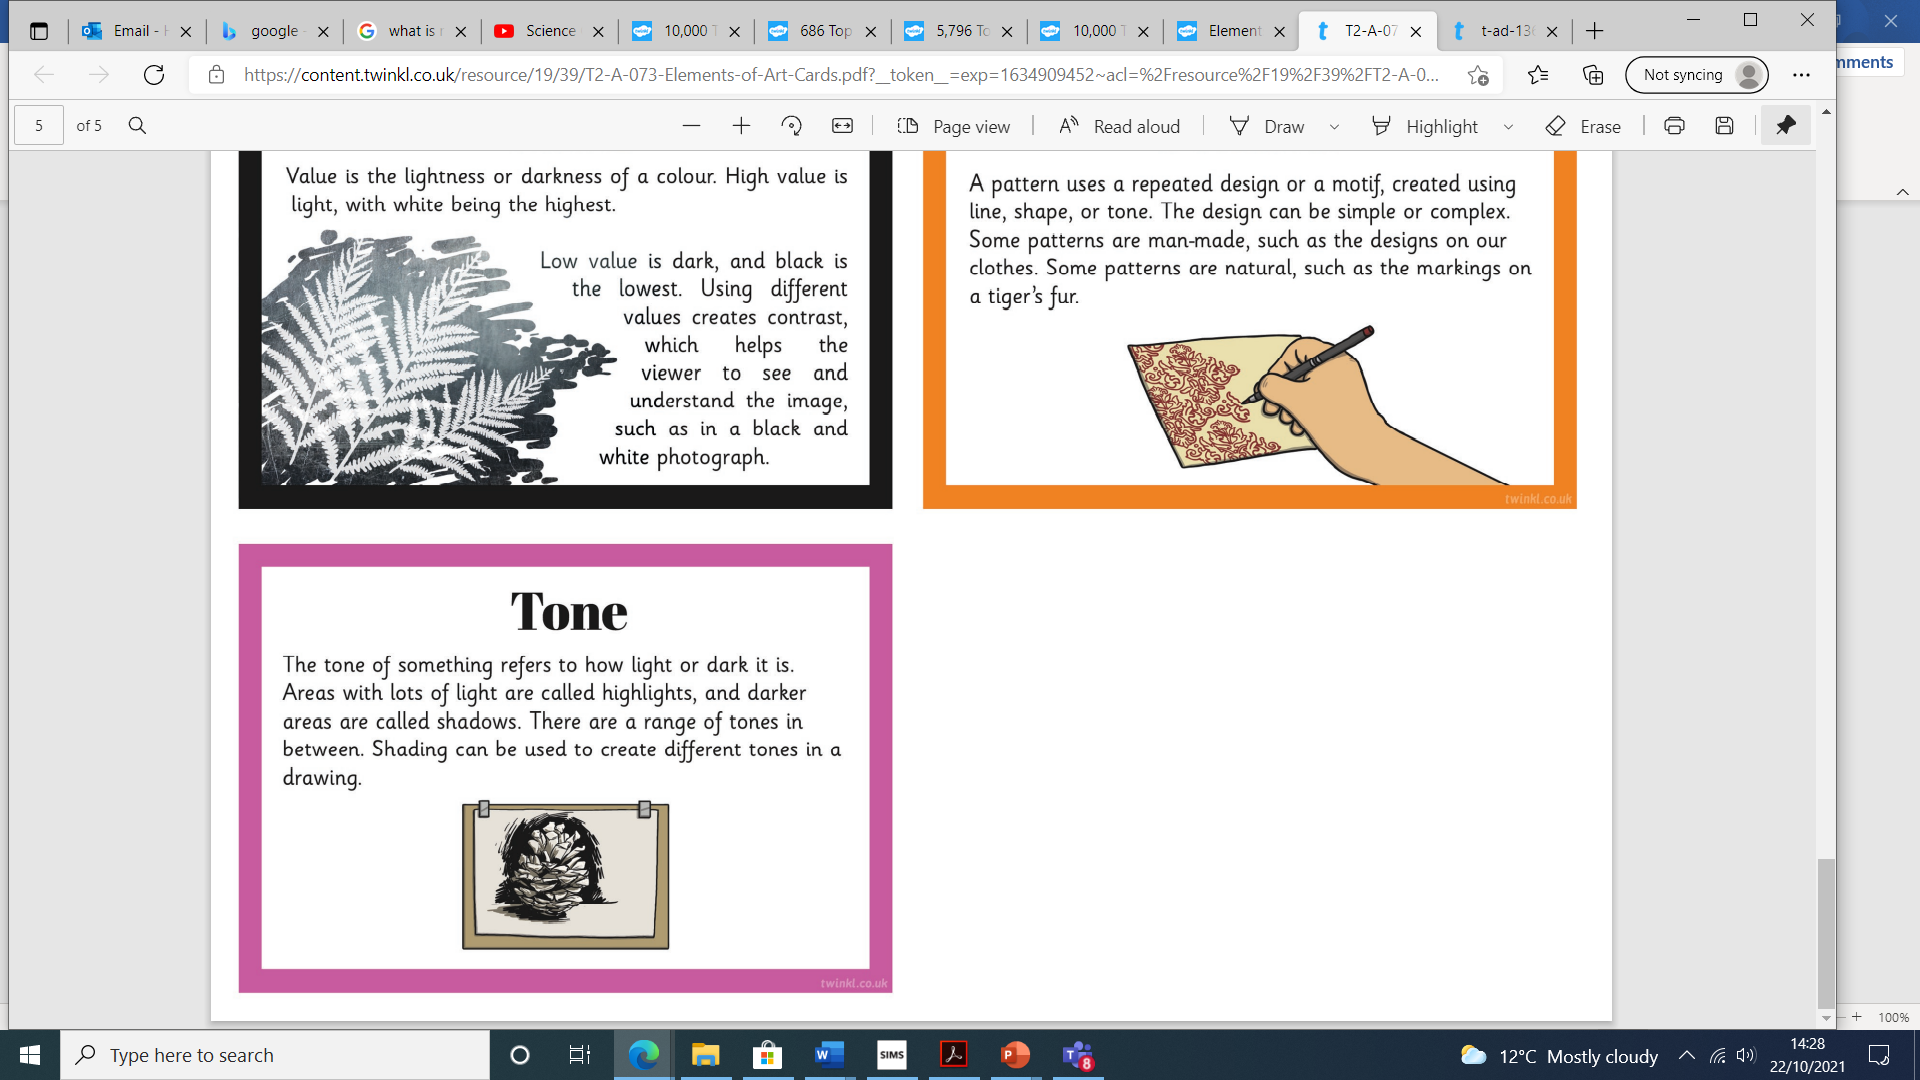 Email - 
google -
what is
Science
10,000
686 Top
5,796 To
10,000
Element
T2-A-07
t-ad-130
https://content.twinkl.co.uk/resource/19/39/T2-A-073-Elements-of-Art-Cards.pdf?__token__=exp=1634909452~acl=%2Fresource%2F19%2F39%2FT2-A-0...
Not syncing
mments
5 of 5
Page view
Read aloud
Draw
Highlight
Erase
Value is the lightness or darkness of a colour. High value is
light, with white being the highest.
Low value is dark, and black is
the lowest. Using different
values creates contrast,
which helps the
viewer to see and
understand the image,
such as in a black and
white photograph.
A pattern uses a repeated design or a motif, created using
line, shape, or tone. The design can be simple or complex.
Some patterns are man-made, such as the designs on our
clothes. Some patterns are natural, such as the markings on
a tiger's fur.
twinkl.co.uk
Tone
The tone of something refers to how light or dark it is.
Areas with lots of light are called highlights, and darker
areas are called shadows. There are a range of tones in
between. Shading can be used to create different tones in a
drawing.
twinkl.co.uk
100%
Type here to search
SIMS
8
12°C Mostly cloudy
14:28
22/10/2021